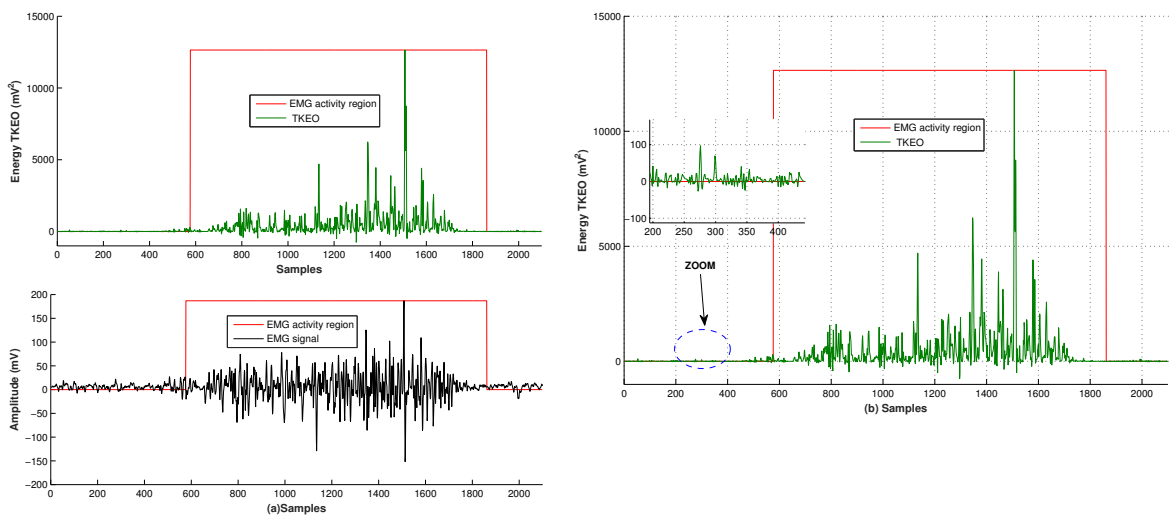 15000
10000
5000
0
Energy TKEO (mV2)
EMG activity region
TKEO
0 200 400 600 800 1000 1200 1400 1600 1800 2000
Samples
200
150
100
50
0
−50
−100
−150
−200
Amplitude (mV)
EMG activity region
EMG signal
0 200 400 600 800 1000 1200 1400 1600 1800 2000
(a)Samples
15000
10000
5000
0
Energy TKEO (mV2)
EMG activity region
TKEO
100
0
−100
200 250 300 350 400
ZOOM
0 200 400 600 800 1000 1200 1400 1600 1800 2000
(b) Samples